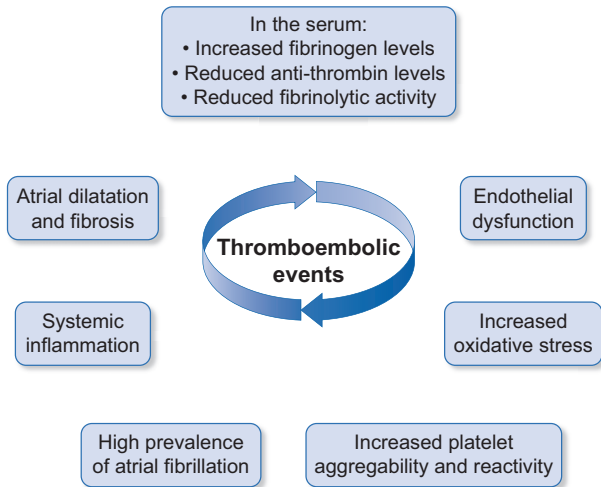 In the serum:
• Increased fibrinogen levels
• Reduced anti-thrombin levels
• Reduced fibrinolytic activity
Atrial dilatation
and fibrosis
Endothelial
dysfunction
Thromboembolic
events
Systemic
inflammation
Increased
oxidative stress
High prevalence
of atrial fibrillation
Increased platelet
aggregability and reactivity